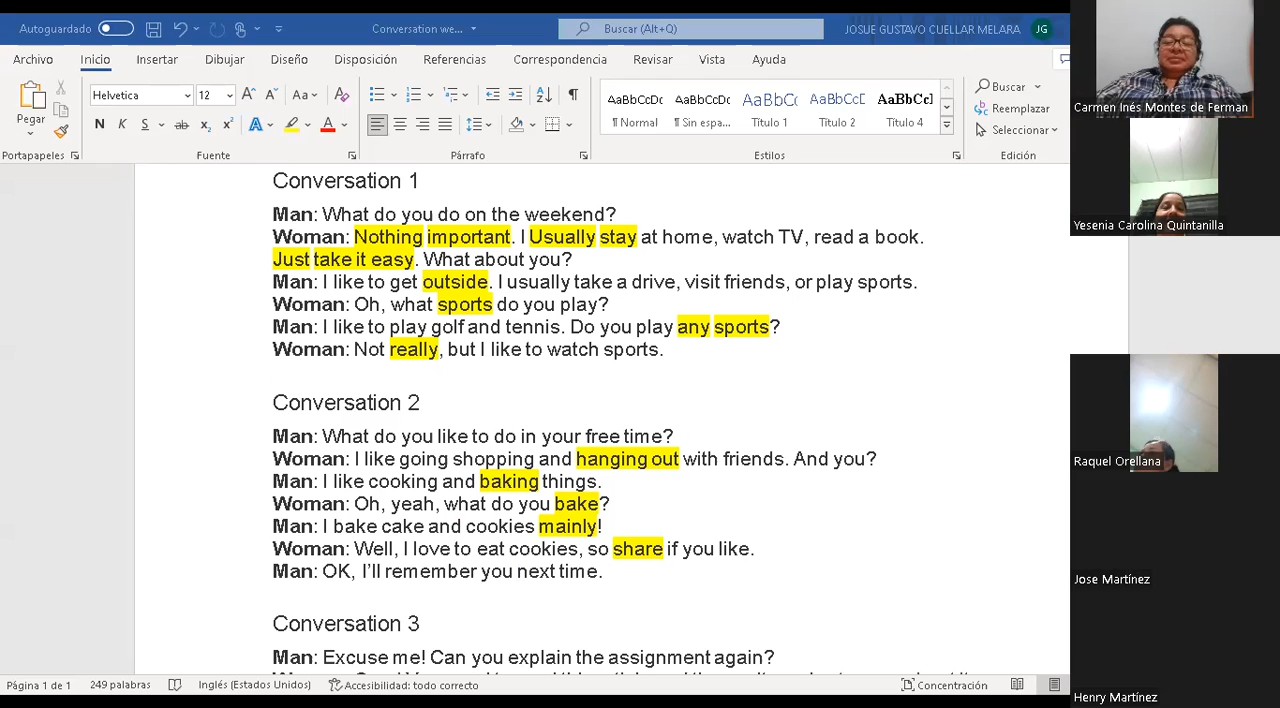 Autoguardado
Conversation we...
Buscar (Alt+Q)
JOSUE GUSTAVO CUELLAR MELARA
JG
Archivo Inicio Insertar Dibujar Diseño Disposición Referencias Correspondencia Revisar Vista Ayuda
Pegar
Helvetica 12
N K S ab x₂ x² A A
AaBbCcDc AaBbCcDc AaBbCc AaBbCcD AaBbCcl
¶ Normal ¶ Sin espa... Título 1 Título 2 Título 4
Buscar
Reemplazar
Seleccionar
Portapapeles Fuente Párrafo Estilos Edición
Conversation 1
Man: What do you do on the weekend?
Woman: Nothing important. I Usually stay at home, watch TV, read a book.
Just take it easy. What about you?
Man: I like to get outside. I usually take a drive, visit friends, or play sports.
Woman: Oh, what sports do you play?
Man: I like to play golf and tennis. Do you play any sports?
Woman: Not really, but I like to watch sports.
Conversation 2
Man: What do you like to do in your free time?
Woman: I like going shopping and hanging out with friends. And you?
Man: I like cooking and baking things.
Woman: Oh, yeah, what do you bake?
Man: I bake cake and cookies mainly!
Woman: Well, I love to eat cookies, so share if you like.
Man: OK, I'll remember you next time.
Conversation 3
Man: Excuse me! Can you explain the assignment again?
Página 1 de 1 249 palabras Inglés (Estados Unidos) Accesibilidad: todo correcto Concentración
Carmen Inés Montes de Ferman
Yesenia Carolina Quintanilla
Raquel Orellana
Jose Martínez
Henry Martínez